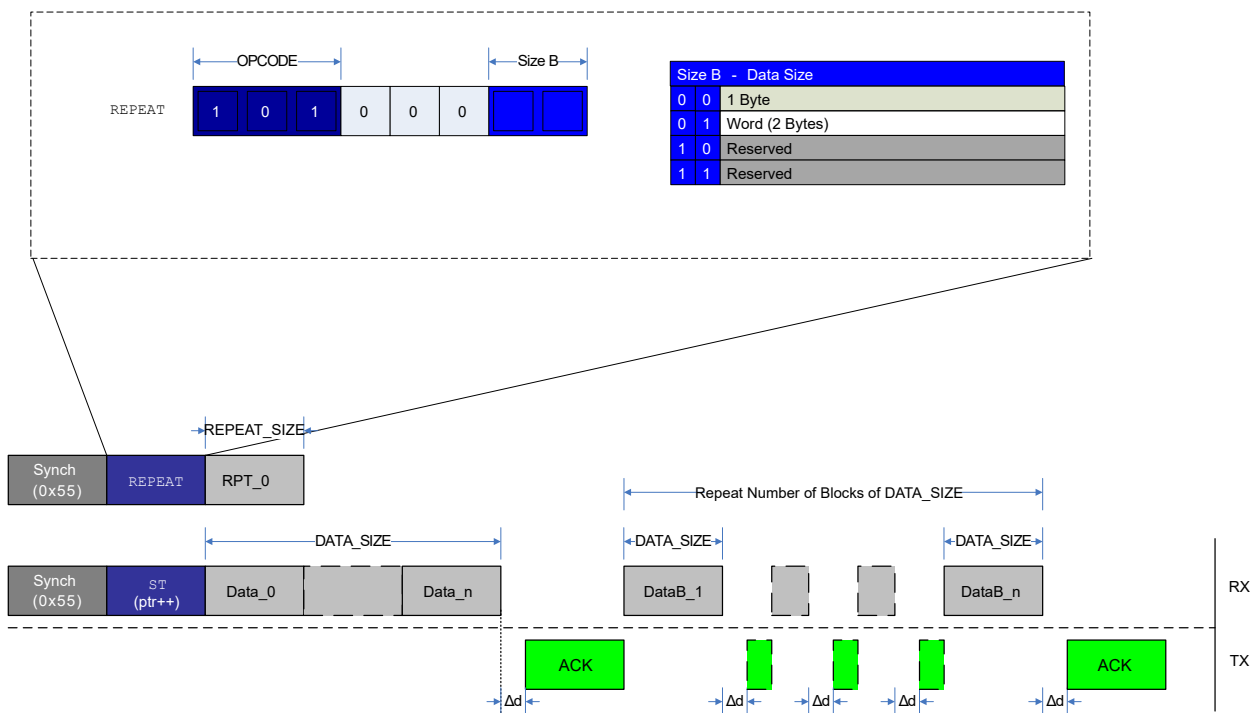 OPCODE
Size B
REPEAT
1 0 1 0 0 0
Size B - Data Size
0 0 1 Byte
0 1 Word (2 Bytes)
1 0 Reserved
1 1 Reserved
REPEAT_SIZE
Synch
(0x55)
REPEAT
RPT_0
Repeat Number of Blocks of DATA_SIZE
DATA_SIZE
DATA_SIZE
DATA_SIZE
Synch
(0x55)
ST
(ptr++)
Data_0
Data_n
DataB_1
DataB_n
RX
ACK
ACK
TX
Δd
Δd
Δd
Δd
Δd